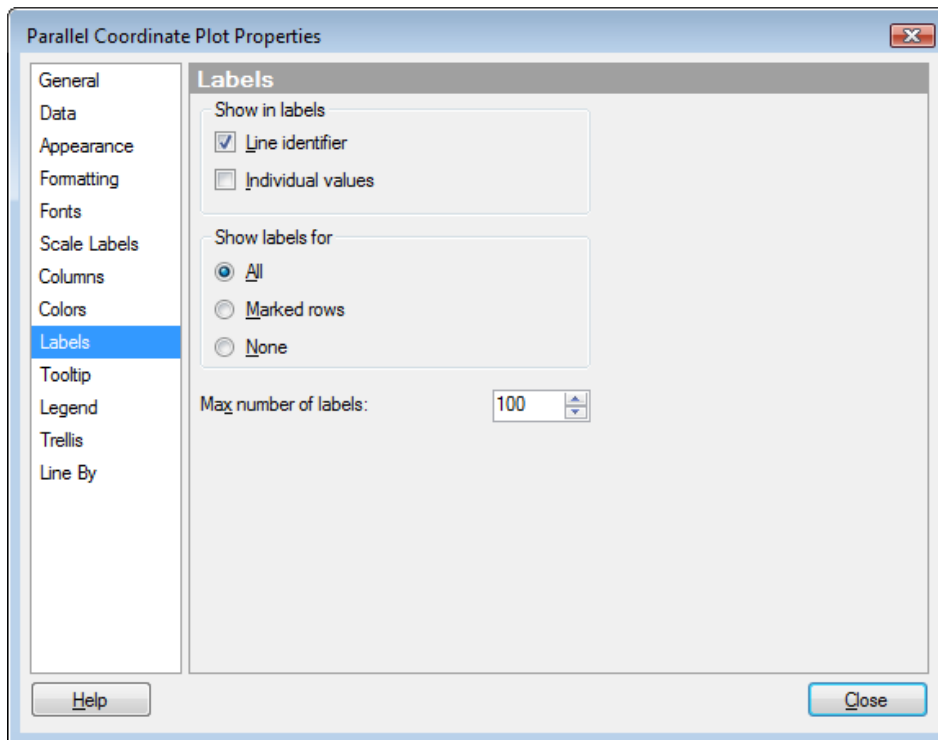 Parallel Coordinate Plot Properties
General
Data
Appearance
Formatting
Fonts
Scale Labels
Columns
Colors
Labels
Tooltip
Legend
Trellis
Line By
Labels
Show in labels
Line identifier
Individual values
Show labels for
All
Marked rows
None
Max number of labels: 100
Help
Close